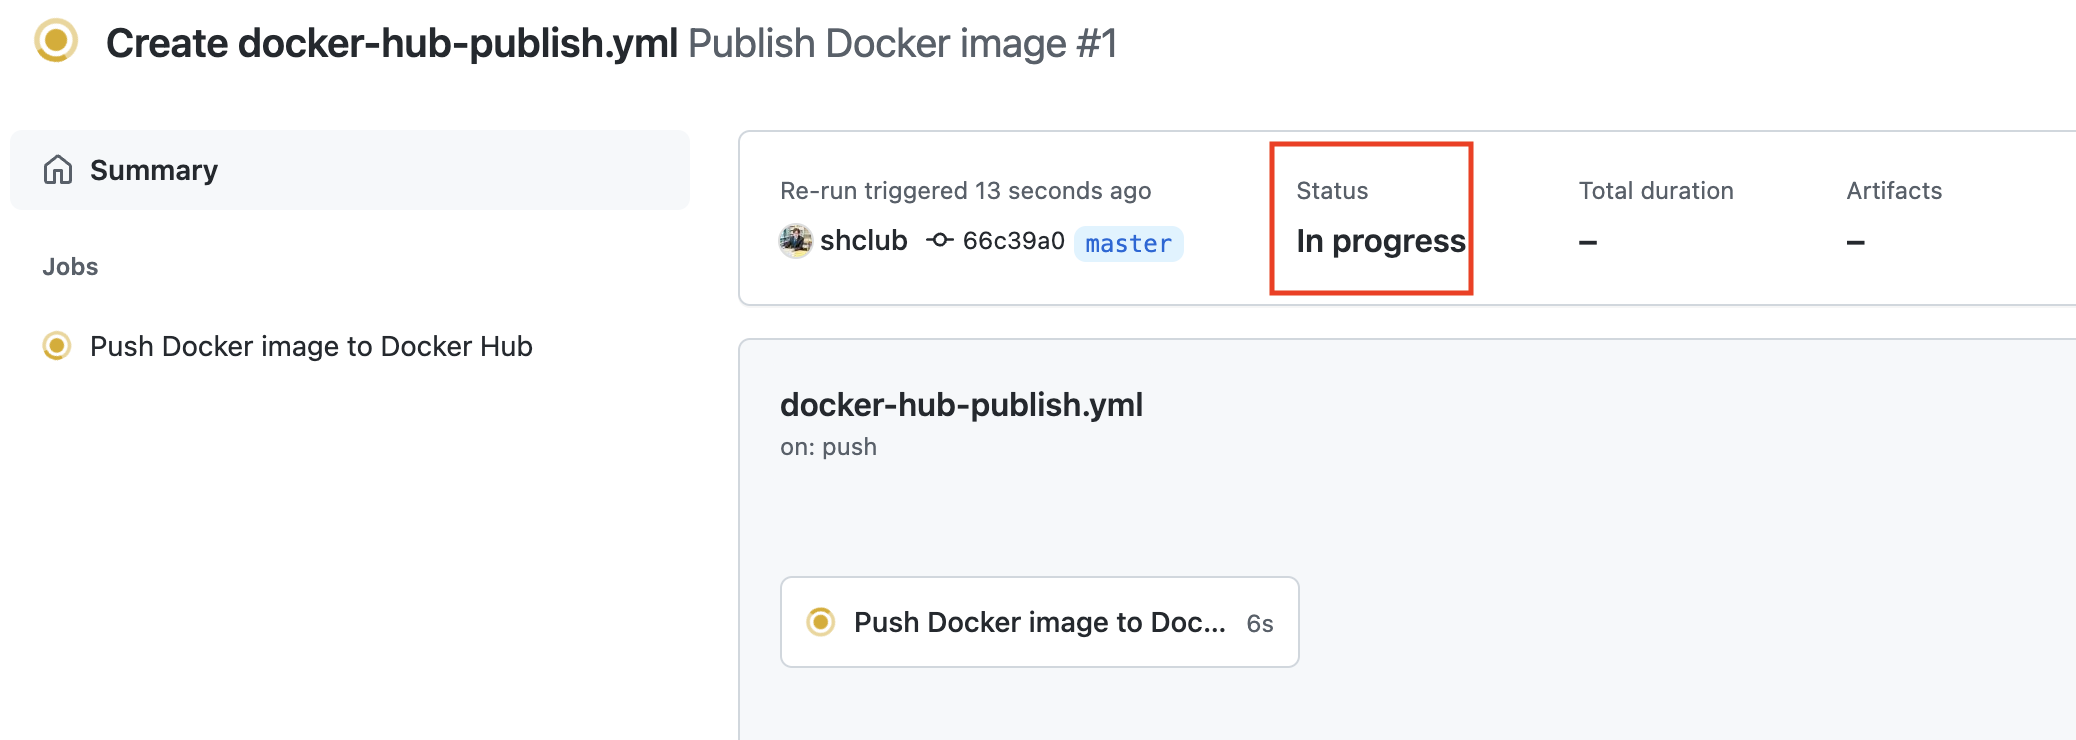 Create docker-hub-publish.yml Publish Docker image #1
Summary
Jobs
Push Docker image to Docker Hub
Re-run triggered 13 seconds ago
shclub 66c39a0 master
Status
In progress
Total duration
–
Artifacts
–
docker-hub-publish.yml
on: push
Push Docker image to Doc... 6s